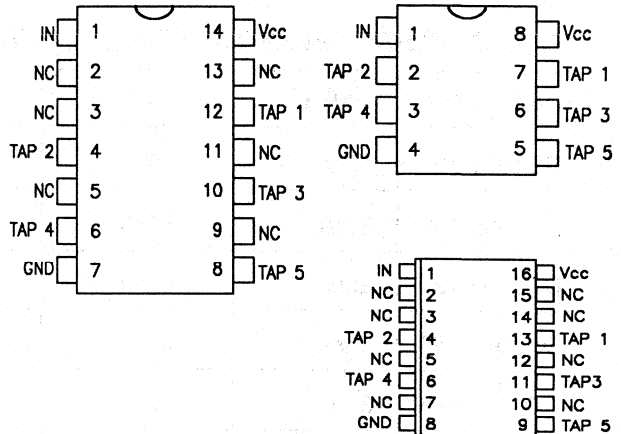 IN 1 14 Vcc
NC 2 13 NC
NC 3 12 TAP 1
TAP 2 4 11 NC
NC 5 10 TAP 3
TAP 4 6 9 NC
GND 7 8 TAP 5
IN 1 8 Vcc
TAP 2 2 7 TAP 1
TAP 4 3 6 TAP 3
GND 4 5 TAP 5
IN 1 16 Vcc
NC 2 15 NC
NC 3 14 NC
TAP 2 4 13 TAP 1
NC 5 12 NC
TAP 4 6 11 TAP3
NC 7 10 NC
GND 8 9 TAP 5